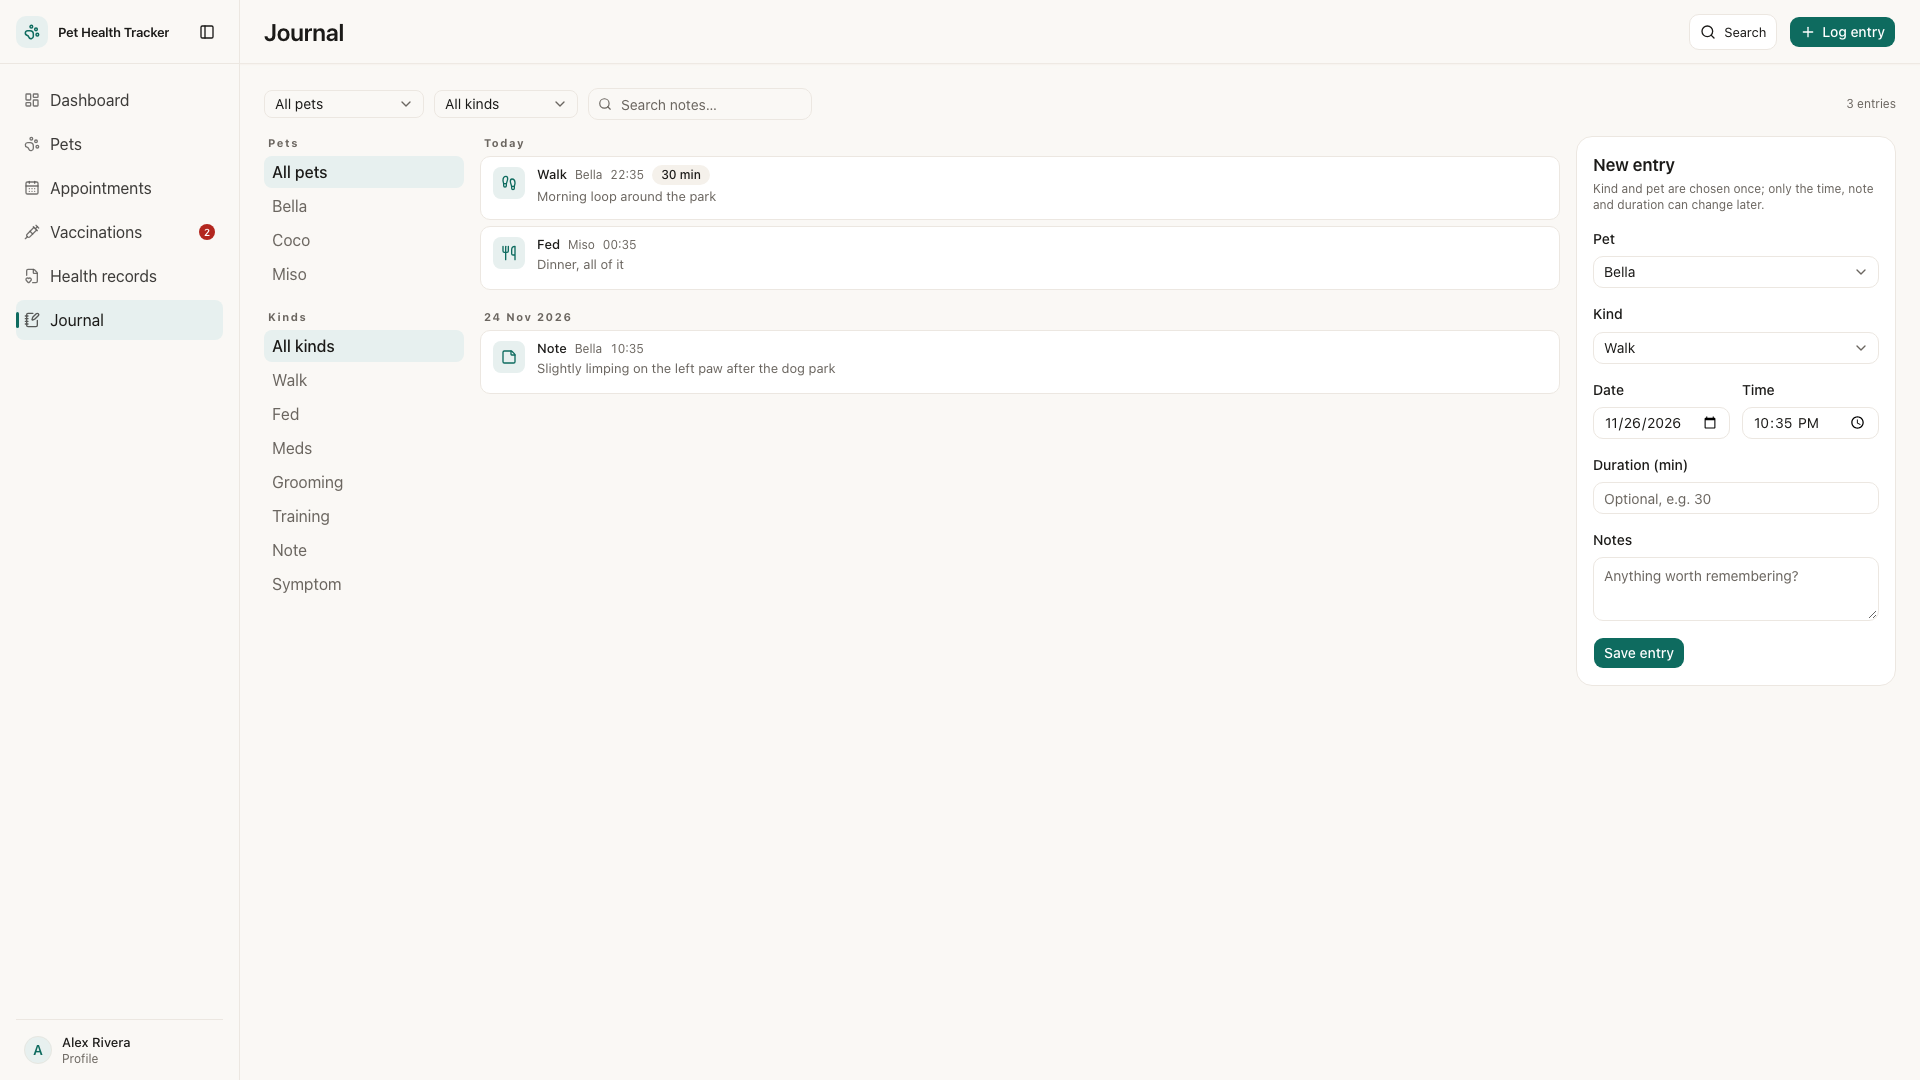 Pet Health Tracker
Dashboard
Pets
Appointments
Vaccinations
2
Health records
Journal
A
Alex Rivera
Profile
Journal
Search
Log entry
All pets
All kinds
Search notes...
3 entries
Pets
All pets
Bella
Coco
Miso
Kinds
All kinds
Walk
Fed
Meds
Grooming
Training
Note
Symptom
Today
Walk Bella 22:35 30 min
Morning loop around the park
Fed Miso 00:35
Dinner, all of it
24 Nov 2026
Note Bella 10:35
Slightly limping on the left paw after the dog park
New entry
Kind and pet are chosen once; only the time, note
and duration can change later.
Pet
Bella
Kind
Walk
Date
Time
11/26/2026
10:35 PM
Duration (min)
Optional, e.g. 30
Notes
Anything worth remembering?
Save entry